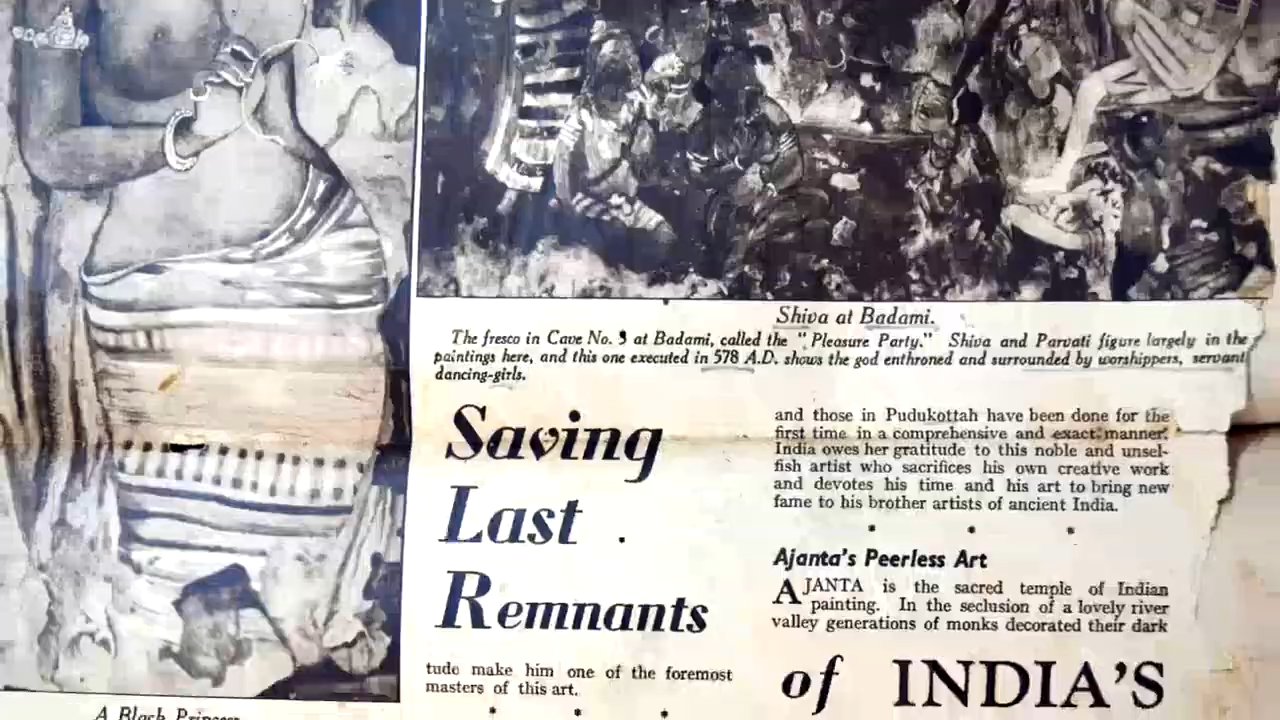 Shiva at Badami.
The fresco in Cave No. 3 at Badami, called the "Pleasure Party." Shiva and Parvati figure largely in the
paintings here, and this one executed in 578 A.D. shows the god enthroned and surrounded by worshippers, servant
dancing-girls.
Saving
Last
Remnants
tude make him one of the foremost
masters of this art.
* * *
and those in Pudukottah have been done for the
first time in a comprehensive and exact manner.
India owes her gratitude to this noble and unsel-
fish artist who sacrifices his own creative work
and devotes his time and his art to bring new
fame to his brother artists of ancient India.
* * *
Ajanta's Peerless Art
AJANTA is the sacred temple of Indian
painting. In the seclusion of a lovely river
valley generations of monks decorated their dark
of INDIA'S
A Black Princess